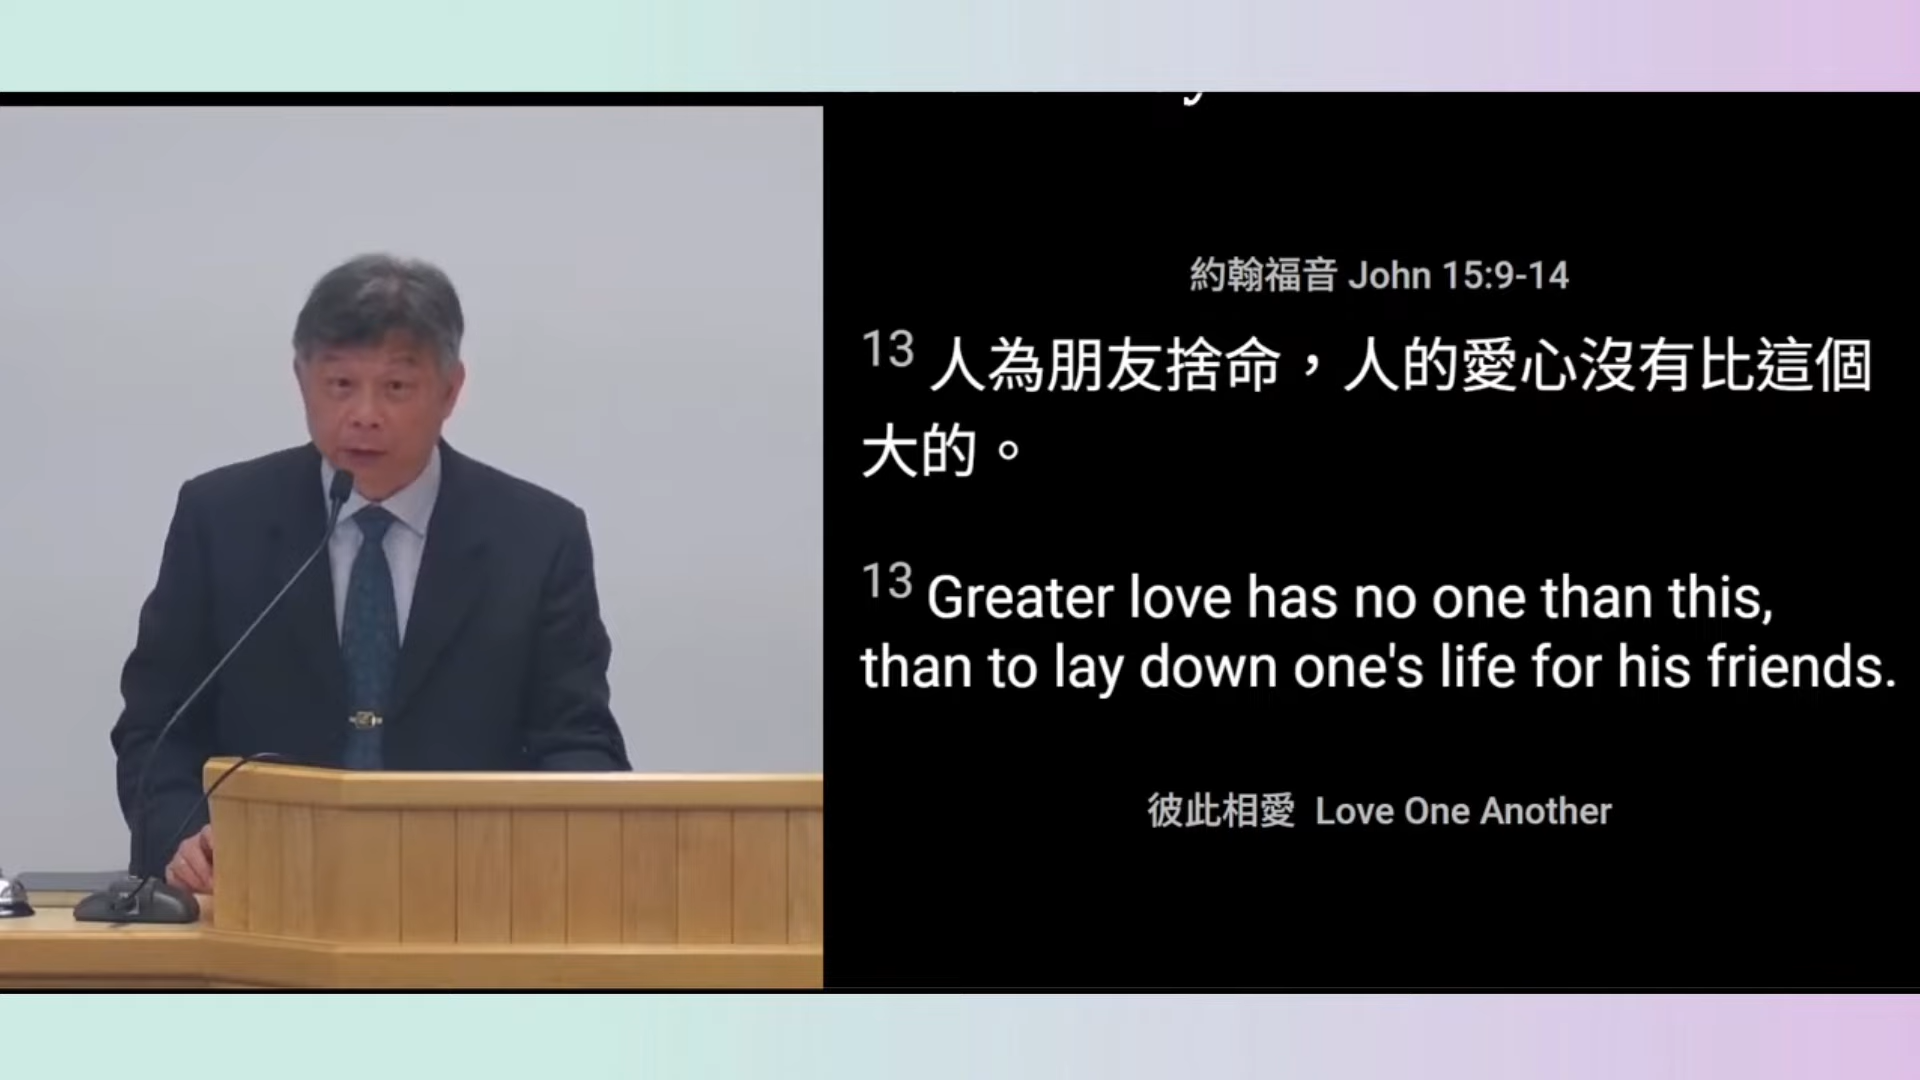 約翰福音 John 15:9-14
13 人為朋友捨命，人的愛心沒有比這個
大的。
13 Greater love has no one than this,
than to lay down one's life for his friends.
彼此相愛 Love One Another